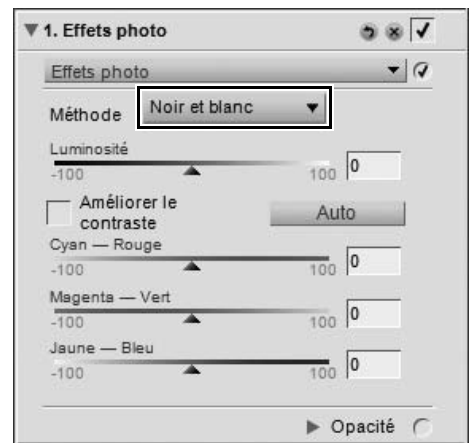 1. Effets photo
Effets photo
Méthode Noir et blanc
Luminosité
-100 100 0
Améliorer le
contraste Auto
Cyan — Rouge
-100 100 0
Magenta — Vert
-100 100 0
Jaune — Bleu
-100 100 0
Opacité